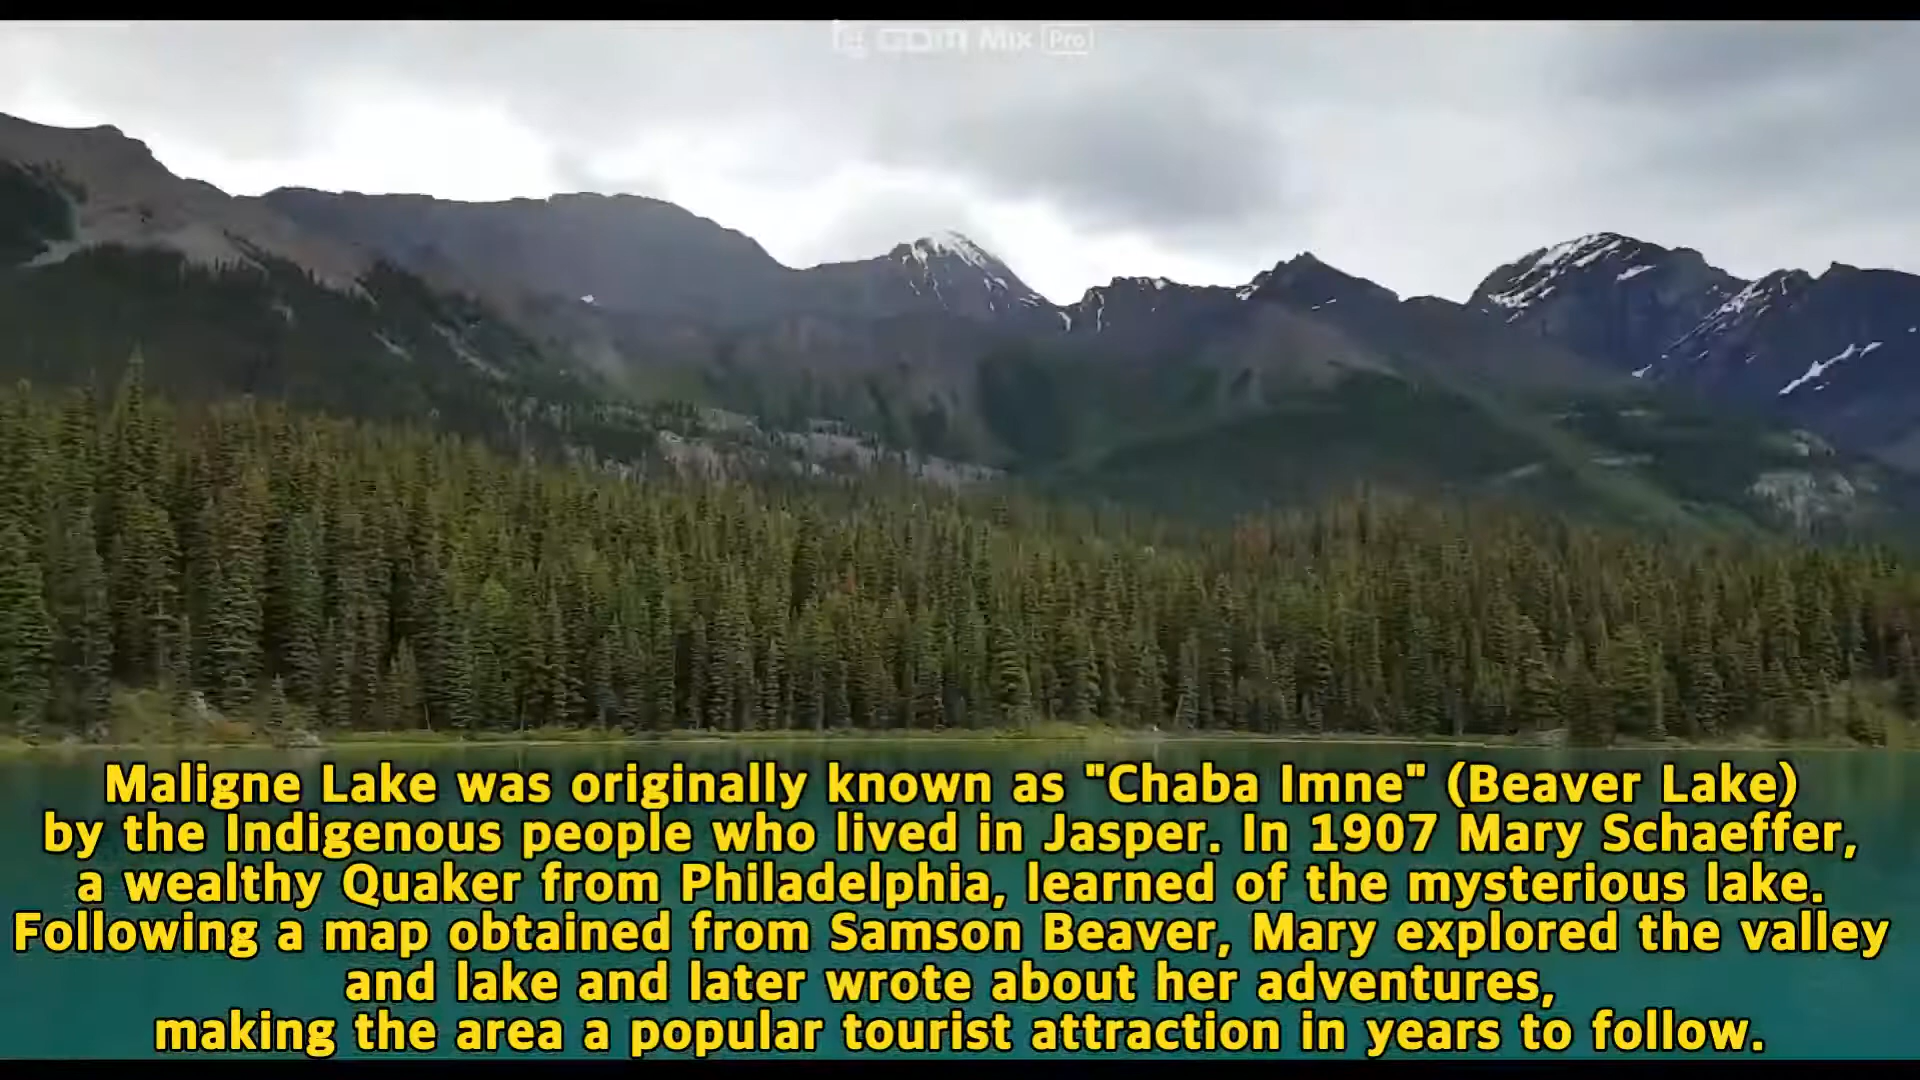 GOM Mix Pro
Maligne Lake was originally known as "Chaba Imne" (Beaver Lake)
by the Indigenous people who lived in Jasper. In 1907 Mary Schaeffer,
a wealthy Quaker from Philadelphia, learned of the mysterious lake.
Following a map obtained from Samson Beaver, Mary explored the valley
and lake and later wrote about her adventures,
making the area a popular tourist attraction in years to follow.